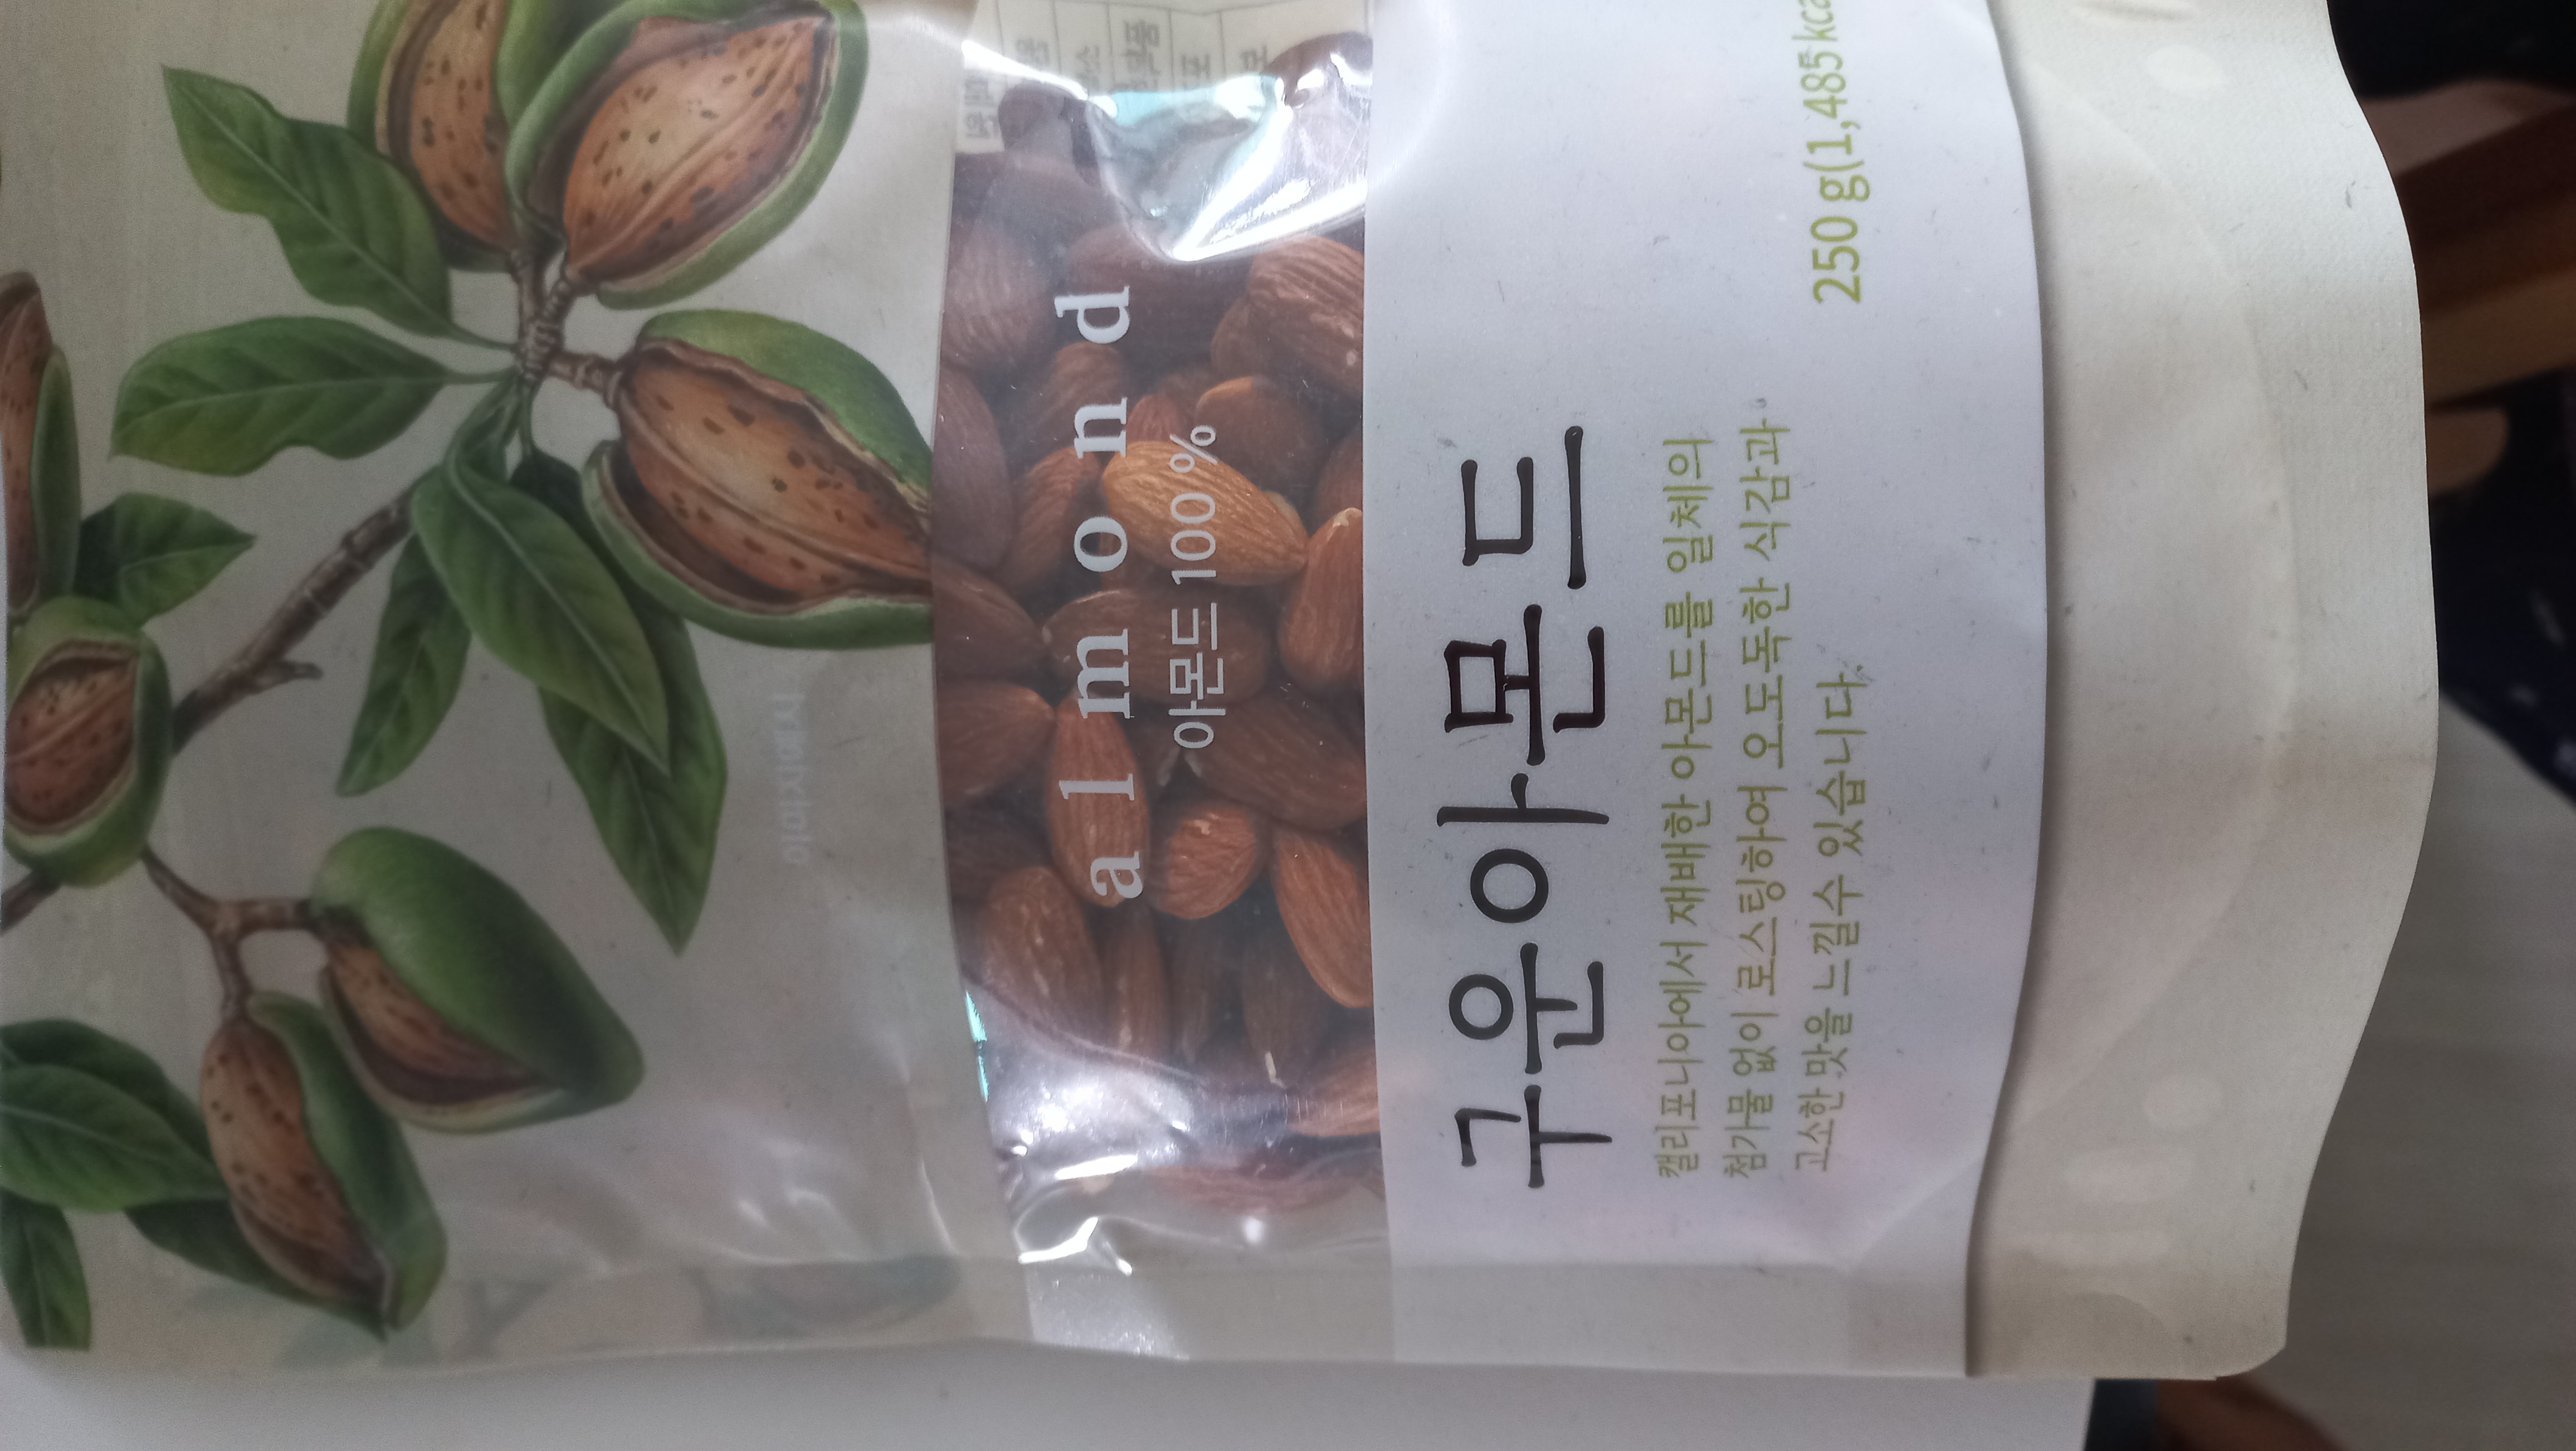 almond
아몬드 100 %
구운아몬드
캘리포니아에서 재배한 아몬드를 일체의
첨가물 없이 로스팅하여 오도독한 식감과
고소한 맛을 느낄수 있습니다.
250 g(1,485 kca